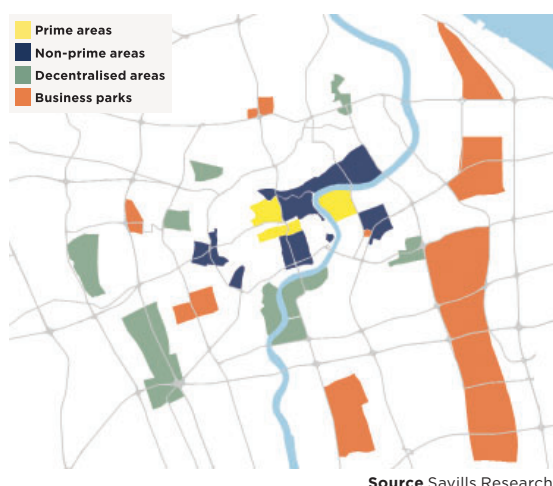 Prime areas
Non-prime areas
Decentralised areas
Business parks
Source Savills Research